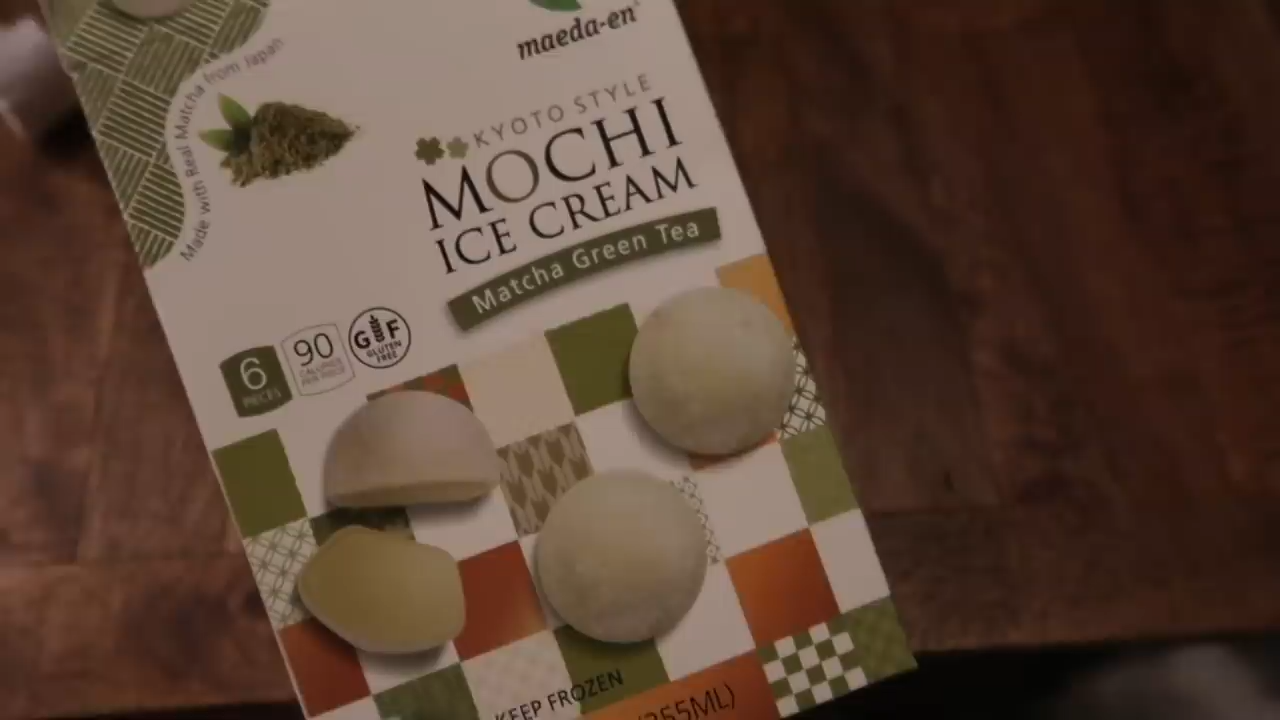 maeda-en
Made with Real Matcha from Japan
KYOTO STYLE
MOCHI
ICE CREAM
Matcha Green Tea
6
PIECES
90
CALORIES
PER PIECE
GF
GLUTEN
FREE
KEEP FROZEN
(355ML)